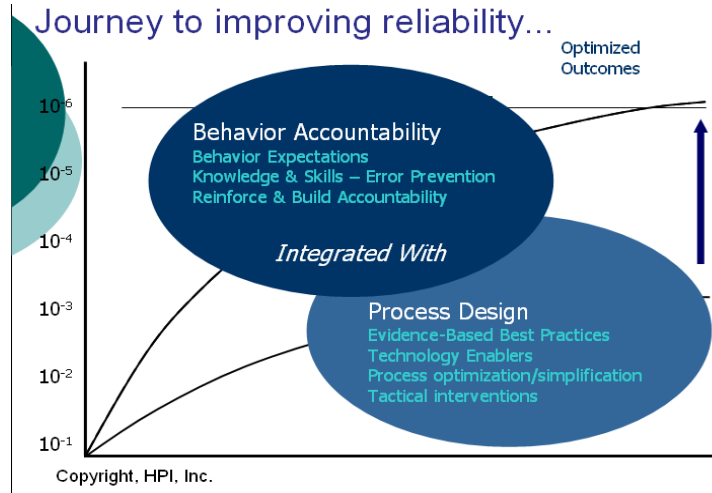 Journey to improving reliability...
Optimized
Outcomes
10-6
10-5
10-4
10-3
10-2
10-1
Behavior Accountability
Behavior Expectations
Knowledge & Skills – Error Prevention
Reinforce & Build Accountability
Integrated With
Process Design
Evidence-Based Best Practices
Technology Enablers
Process optimization/simplification
Tactical interventions
Copyright, HPI, Inc.